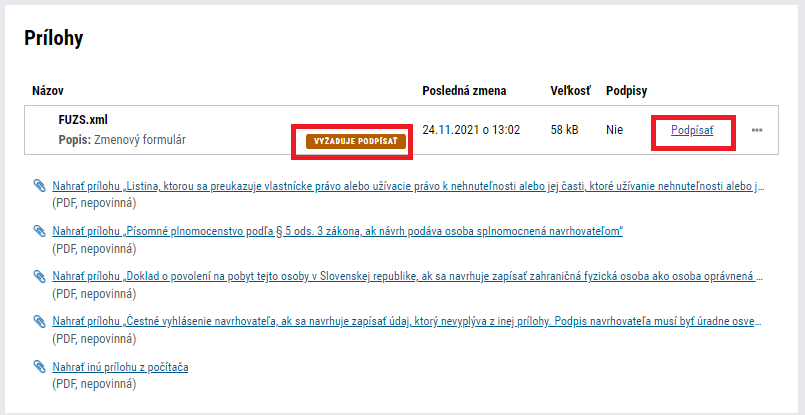 Prílohy
Názov Posledná zmena Veľkosť Podpisy
FUZS.xml
Popis: Zmenový formulár VYŽADUJE PODPÍSAŤ 24.11.2021 o 13:02 58 kB Nie Podpísať ···
Nahrať prílohu „Listina, ktorou sa preukazuje vlastnícke právo alebo užívacie právo k nehnuteľnosti alebo jej časti, ktoré užívanie nehnuteľnosti alebo j...
(PDF, nepovinná)
Nahrať prílohu „Písomné plnomocenstvo podľa § 5 ods. 3 zákona, ak návrh podáva osoba splnomocnená navrhovateľom“
(PDF, nepovinná)
Nahrať prílohu „Doklad o povolení na pobyt tejto osoby v Slovenskej republike, ak sa navrhuje zapísať zahraničná fyzická osoba ako osoba oprávnená ...
(PDF, nepovinná)
Nahrať prílohu „Čestné vyhlásenie navrhovateľa, ak sa navrhuje zapísať údaj, ktorý nevyplýva z inej prílohy. Podpis navrhovateľa musí byť úradne osve...
(PDF, nepovinná)
Nahrať inú prílohu z počítača
(PDF, nepovinná)